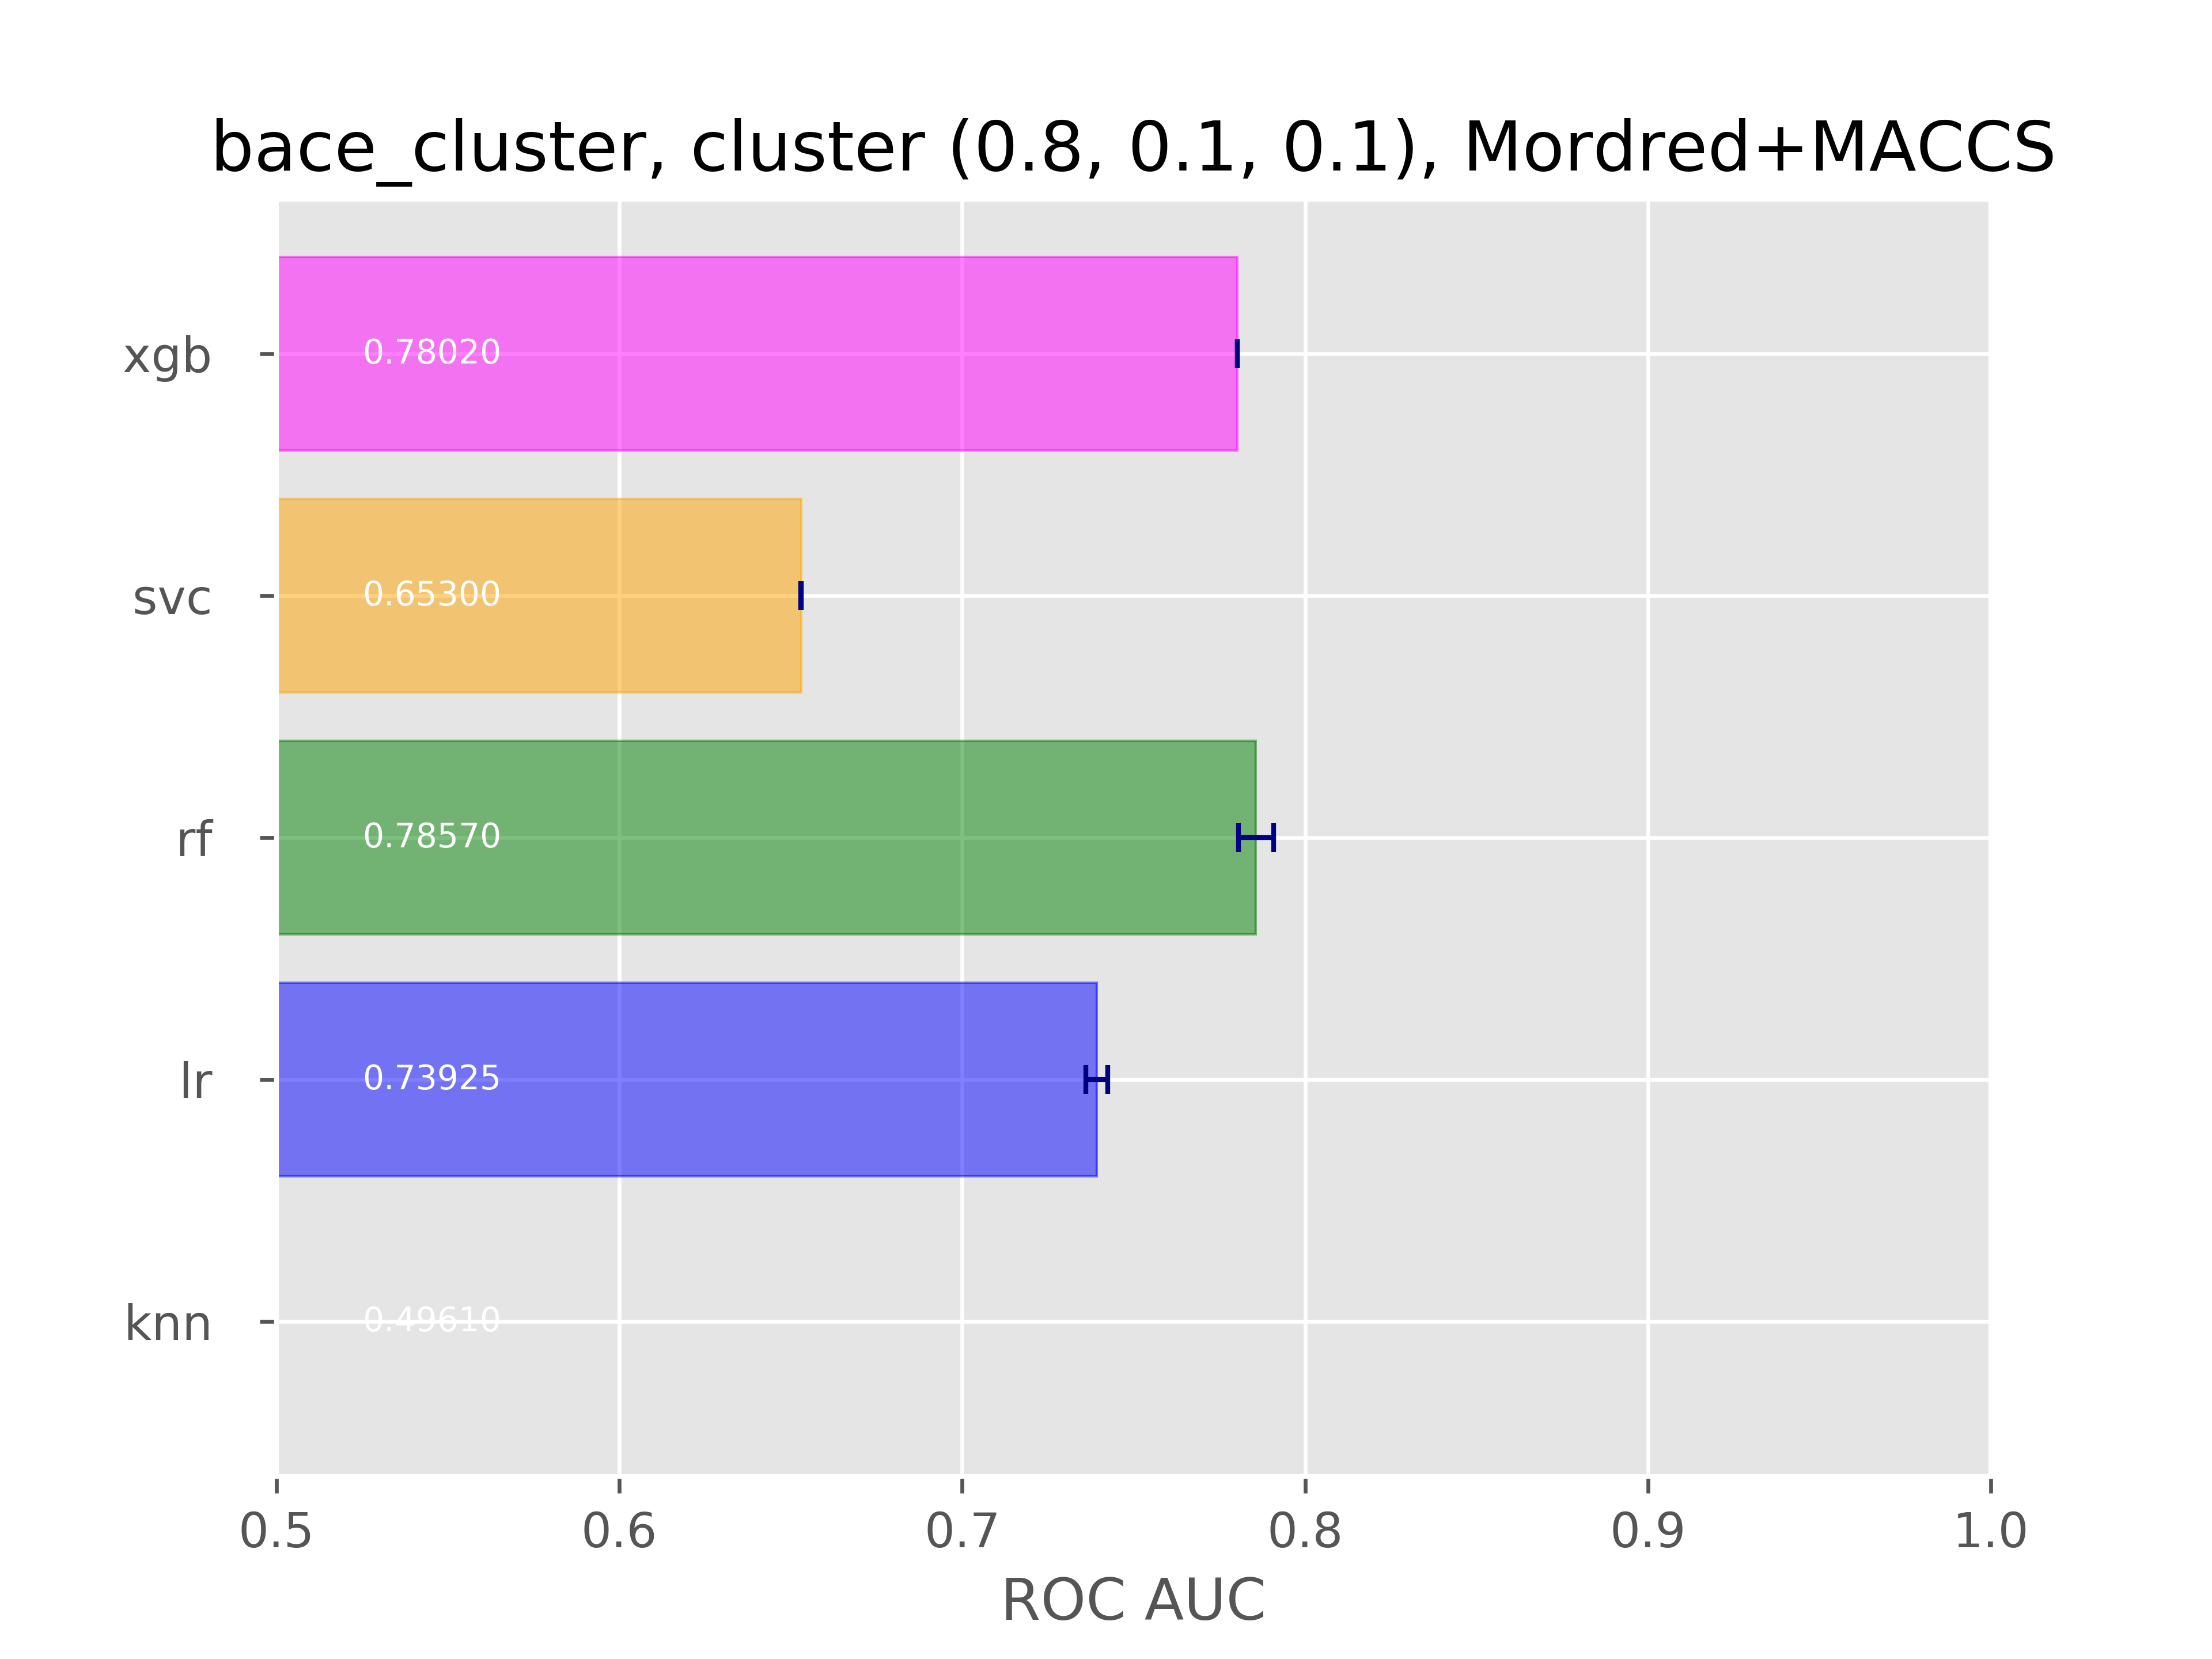 bace_cluster, cluster (0.8, 0.1, 0.1), Mordred+MACCS
xgb
0.78020
svc
0.65300
rf
0.78570
lr
0.73925
knn
0.49610
0.5 0.6 0.7 0.8 0.9 1.0
ROC AUC